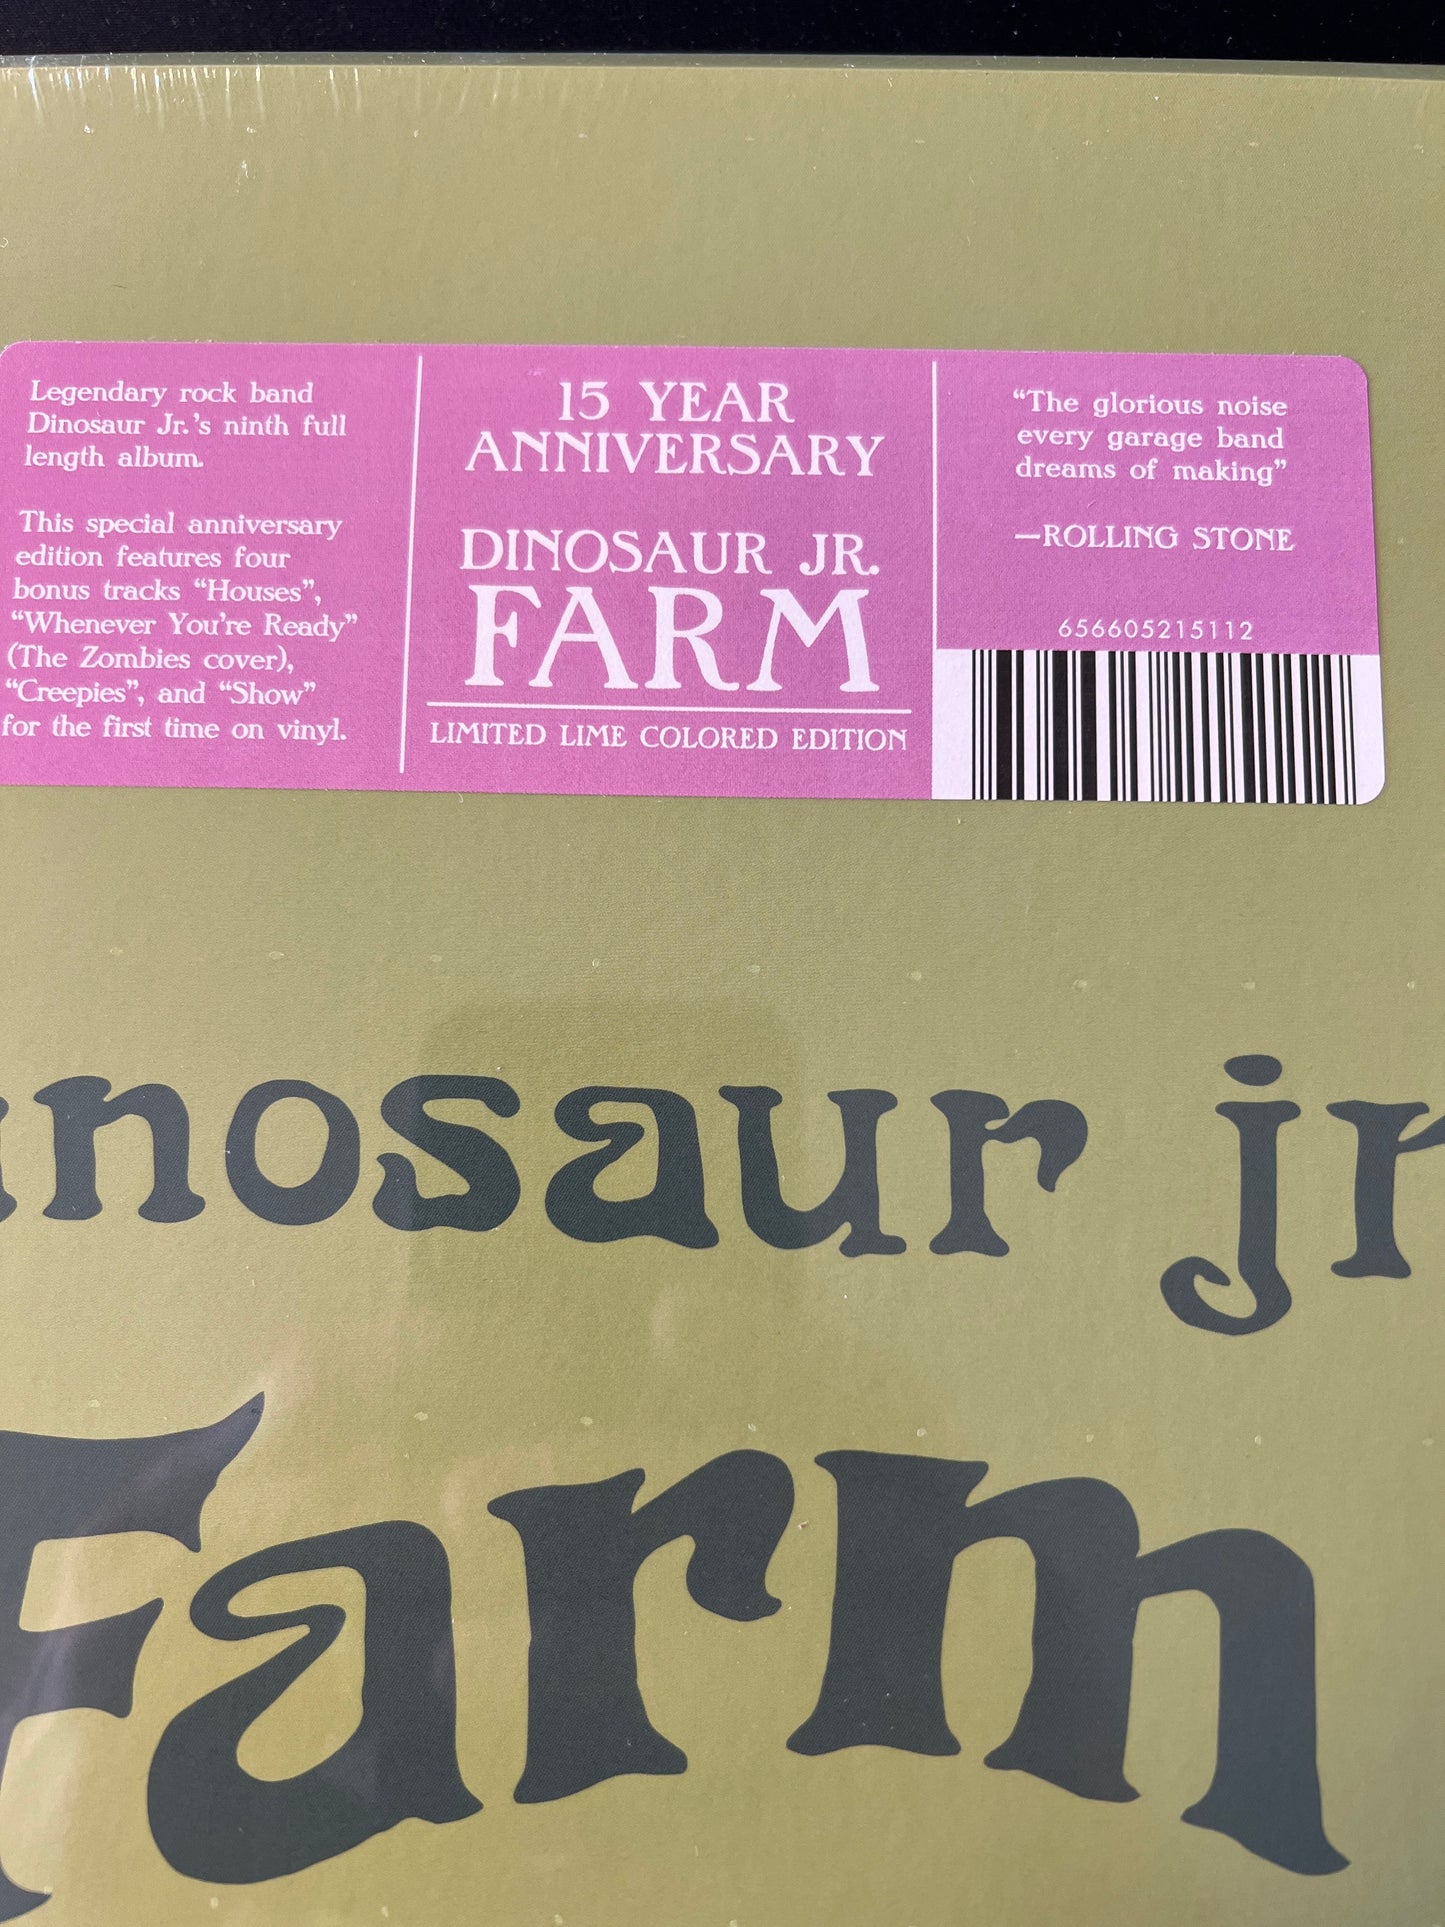 Legendary rock band
Dinosaur Jr.'s ninth full
length album.
This special anniversary
edition features four
bonus tracks “Houses”,
“Whenever You're Ready”
(The Zombies cover),
“Creepies”, and “Show”
for the first time on vinyl.
15 YEAR
ANNIVERSARY
DINOSAUR JR.
FARM
LIMITED LIME COLORED EDITION
“The glorious noise
every garage band
dreams of making”
—ROLLING STONE
656605215112
inosaur jr
Farm